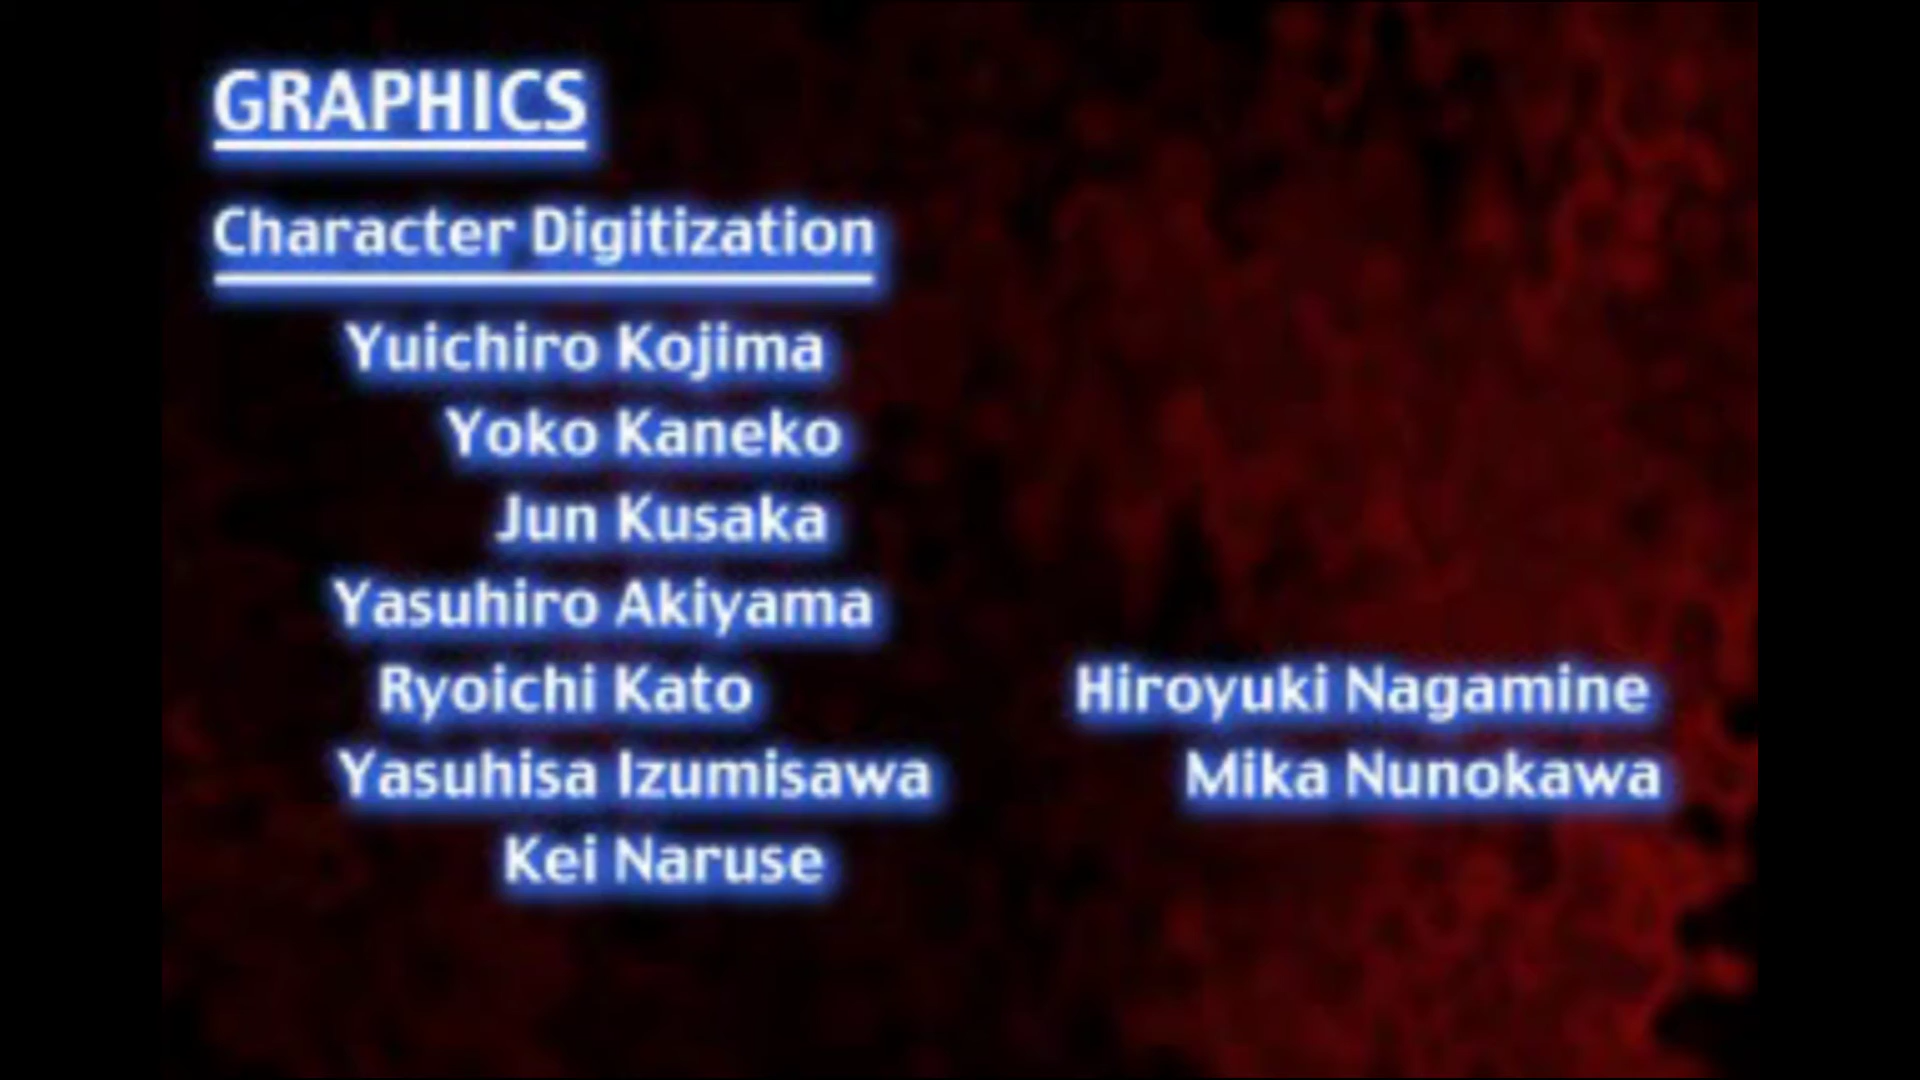 GRAPHICS
Character Digitization
Yuichiro Kojima
Yoko Kaneko
Jun Kusaka
Yasuhiro Akiyama
Ryoichi Kato
Hiroyuki Nagamine
Yasuhisa Izumisawa
Mika Nunokawa
Kei Naruse